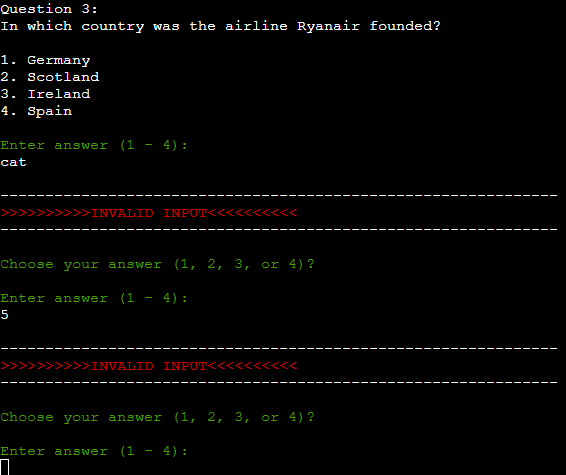 Question 3:
In which country was the airline Ryanair founded?
1. Germany
2. Scotland
3. Ireland
4. Spain
Enter answer (1 - 4):
cat
--------------------------------------------------------------
>>>>>>>>>>INVALID INPUT<<<<<<<<<<
--------------------------------------------------------------
Choose your answer (1, 2, 3, or 4)?
Enter answer (1 - 4):
5
--------------------------------------------------------------
>>>>>>>>>>INVALID INPUT<<<<<<<<<<
--------------------------------------------------------------
Choose your answer (1, 2, 3, or 4)?
Enter answer (1 - 4):